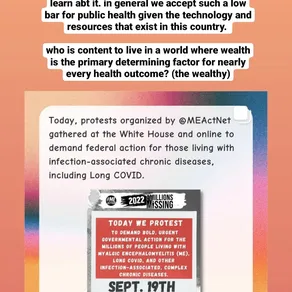 learn abt it. in general we accept such a low
bar for public health given the technology and
resources that exist in this country.
who is content to live in a world where wealth
is the primary determining factor for nearly
every health outcome? (the wealthy)
Today, protests organized by @MEActNet
gathered at the White House and online to
demand federal action for those living with
infection-associated chronic diseases,
including Long COVID.
2022
MILLIONS
MISSING
TODAY WE PROTEST
TO DEMAND BOLD, URGENT
GOVERNMENTAL ACTION FOR THE
MILLIONS OF PEOPLE LIVING WITH
MYALGIC ENCEPHALOMYELITIS (ME),
LONG COVID, AND OTHER
INFECTION-ASSOCIATED, COMPLEX
CHRONIC DISEASES.
SEPT. 19TH